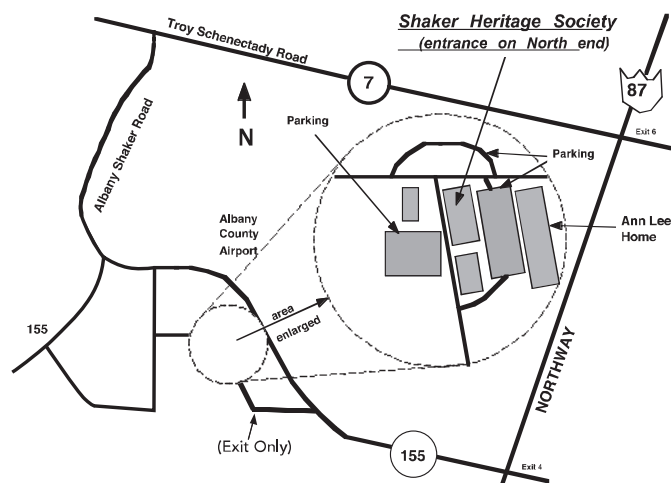 Shaker Heritage Society
(entrance on North end)
Troy Schenectady Road
7
87
Exit 6
N
Parking
Parking
Albany Shaker Road
Albany
County
Airport
Ann Lee
Home
area
enlarged
155
NORTHWAY
(Exit Only)
155
Exit 4